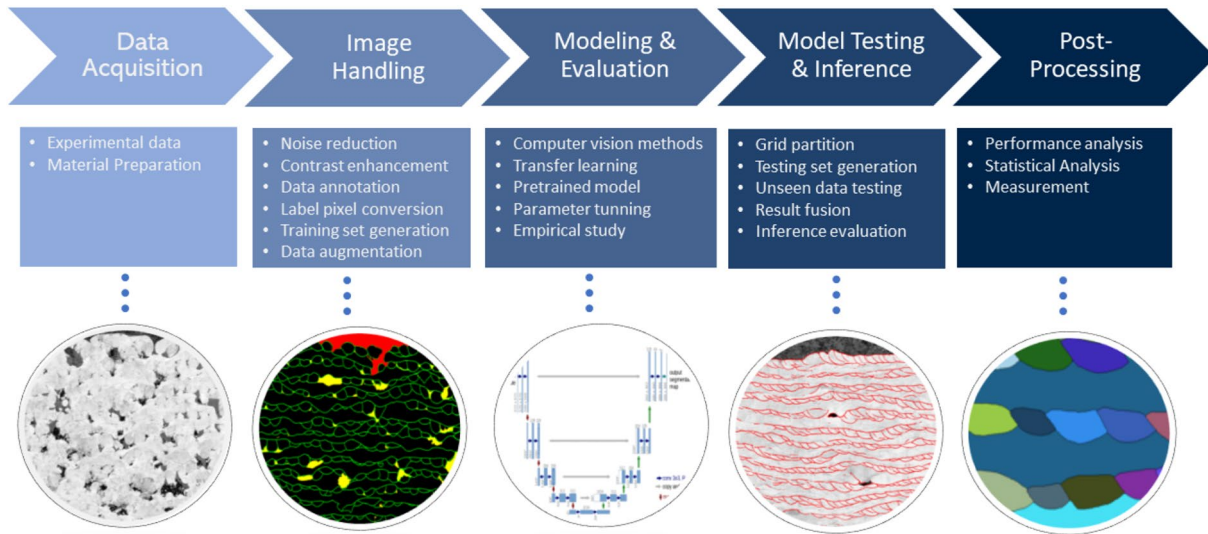 Data
Acquisition
Image
Handling
Modeling &
Evaluation
Model Testing
& Inference
Post-
Processing
• Experimental data
• Material Preparation
• Noise reduction
• Contrast enhancement
• Data annotation
• Label pixel conversion
• Training set generation
• Data augmentation
• Computer vision methods
• Transfer learning
• Pretrained model
• Parameter tunning
• Empirical study
• Grid partition
• Testing set generation
• Unseen data testing
• Result fusion
• Inference evaluation
• Performance analysis
• Statistical Analysis
• Measurement
output
map